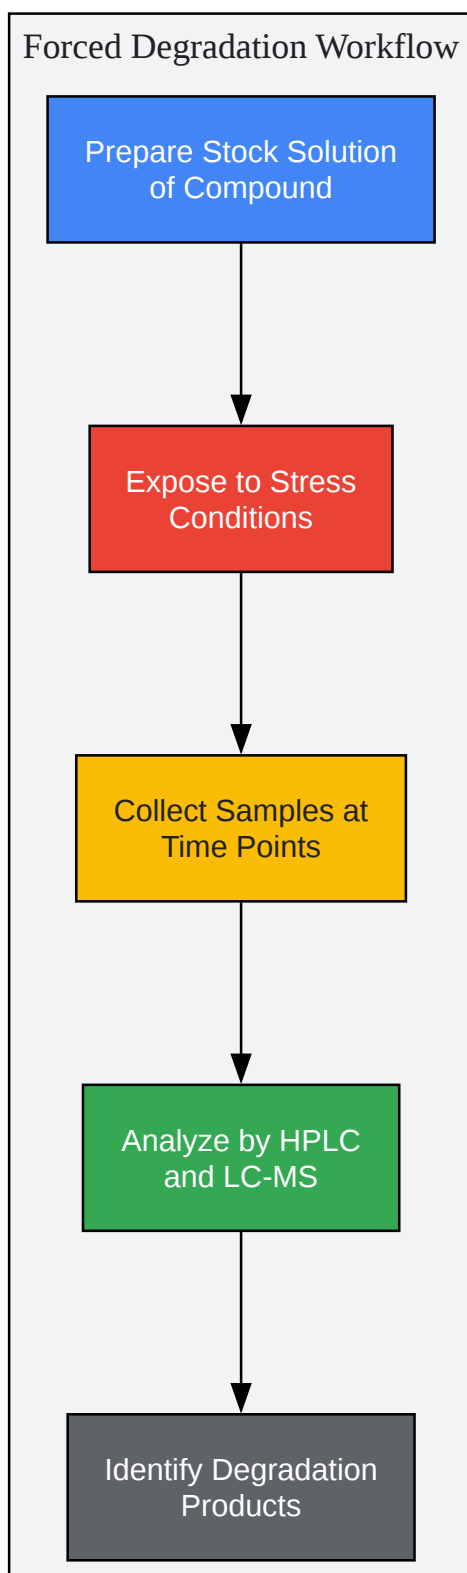 Forced Degradation Workflow
Prepare Stock Solution
of Compound
Expose to Stress
Conditions
Collect Samples at
Time Points
Analyze by HPLC
and LC-MS
Identify Degradation
Products